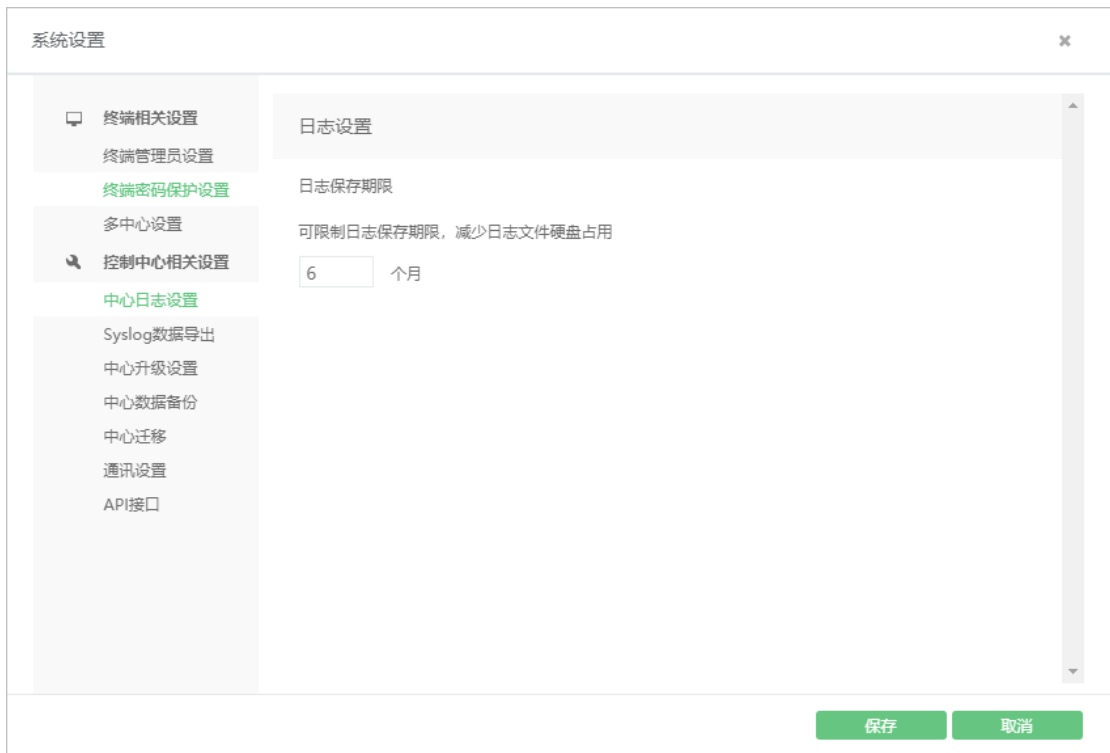 系统设置
终端相关设置
终端管理员设置
终端密码保护设置
多中心设置
控制中心相关设置
中心日志设置
Syslog数据导出
中心升级设置
中心数据备份
中心迁移
通讯设置
API接口
日志设置
日志保存期限
可限制日志保存期限，减少日志文件硬盘占用
6 个月
保存 取消